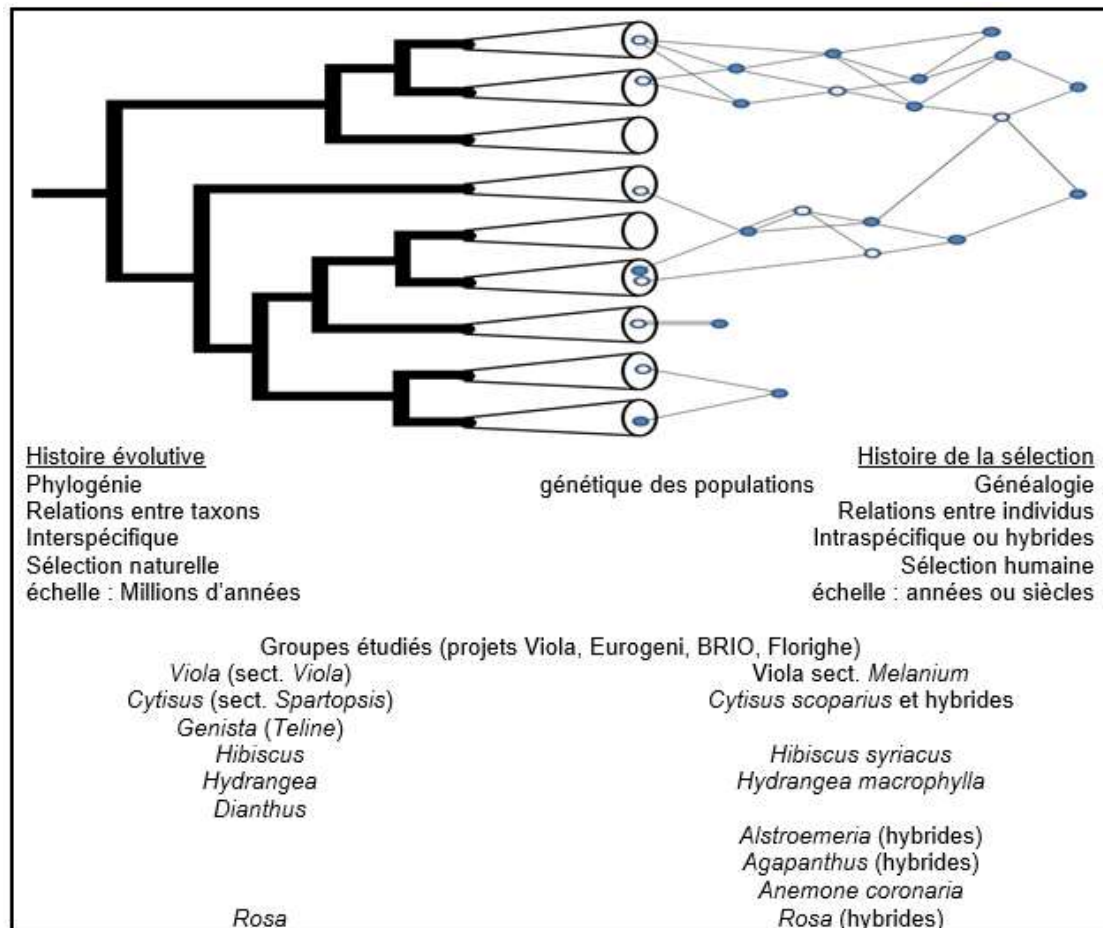 Histoire évolutive Histoire de la sélection
Phylogénie génétique des populations Généalogie
Relations entre taxons Relations entre individus
Interspécifique Intraspécifique ou hybrides
Sélection naturelle Sélection humaine
échelle : Millions d'années échelle : années ou siècles
Groupes étudiés (projets Viola, Eurogeni, BRIO, Florighe)
Viola (sect. Viola) Viola sect. Melanium
Cytisus (sect. Spartopsis) Cytisus scoparius et hybrides
Genista (Teline)
Hibiscus Hibiscus syriacus
Hydrangea Hydrangea macrophylla
Dianthus
Alstroemeria (hybrides)
Agapanthus (hybrides)
Anemone coronaria
Rosa Rosa (hybrides)